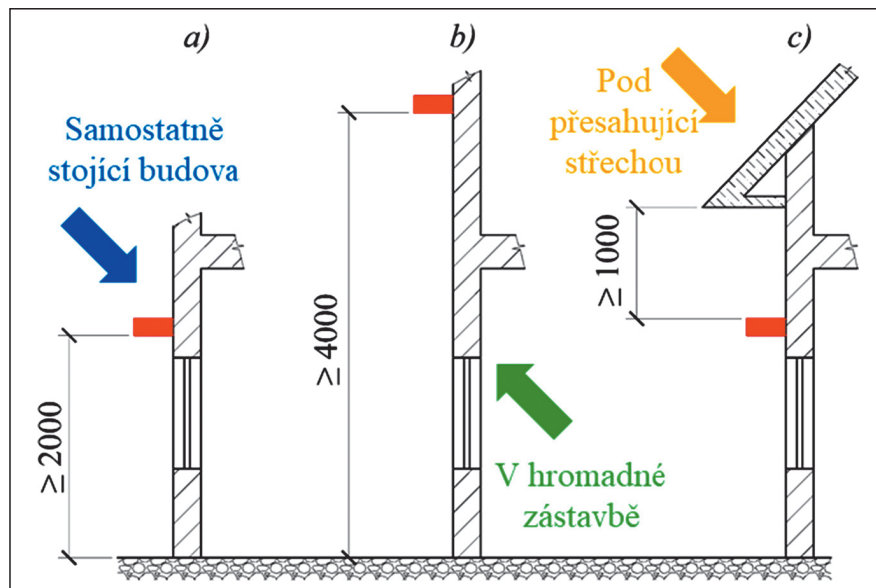 a)
b)
c)
Samostatně
stojící budova
Pod
přesahující
střechou
≥ 2000
≥ 4000
≥ 1000
V hromadné
zástavbě